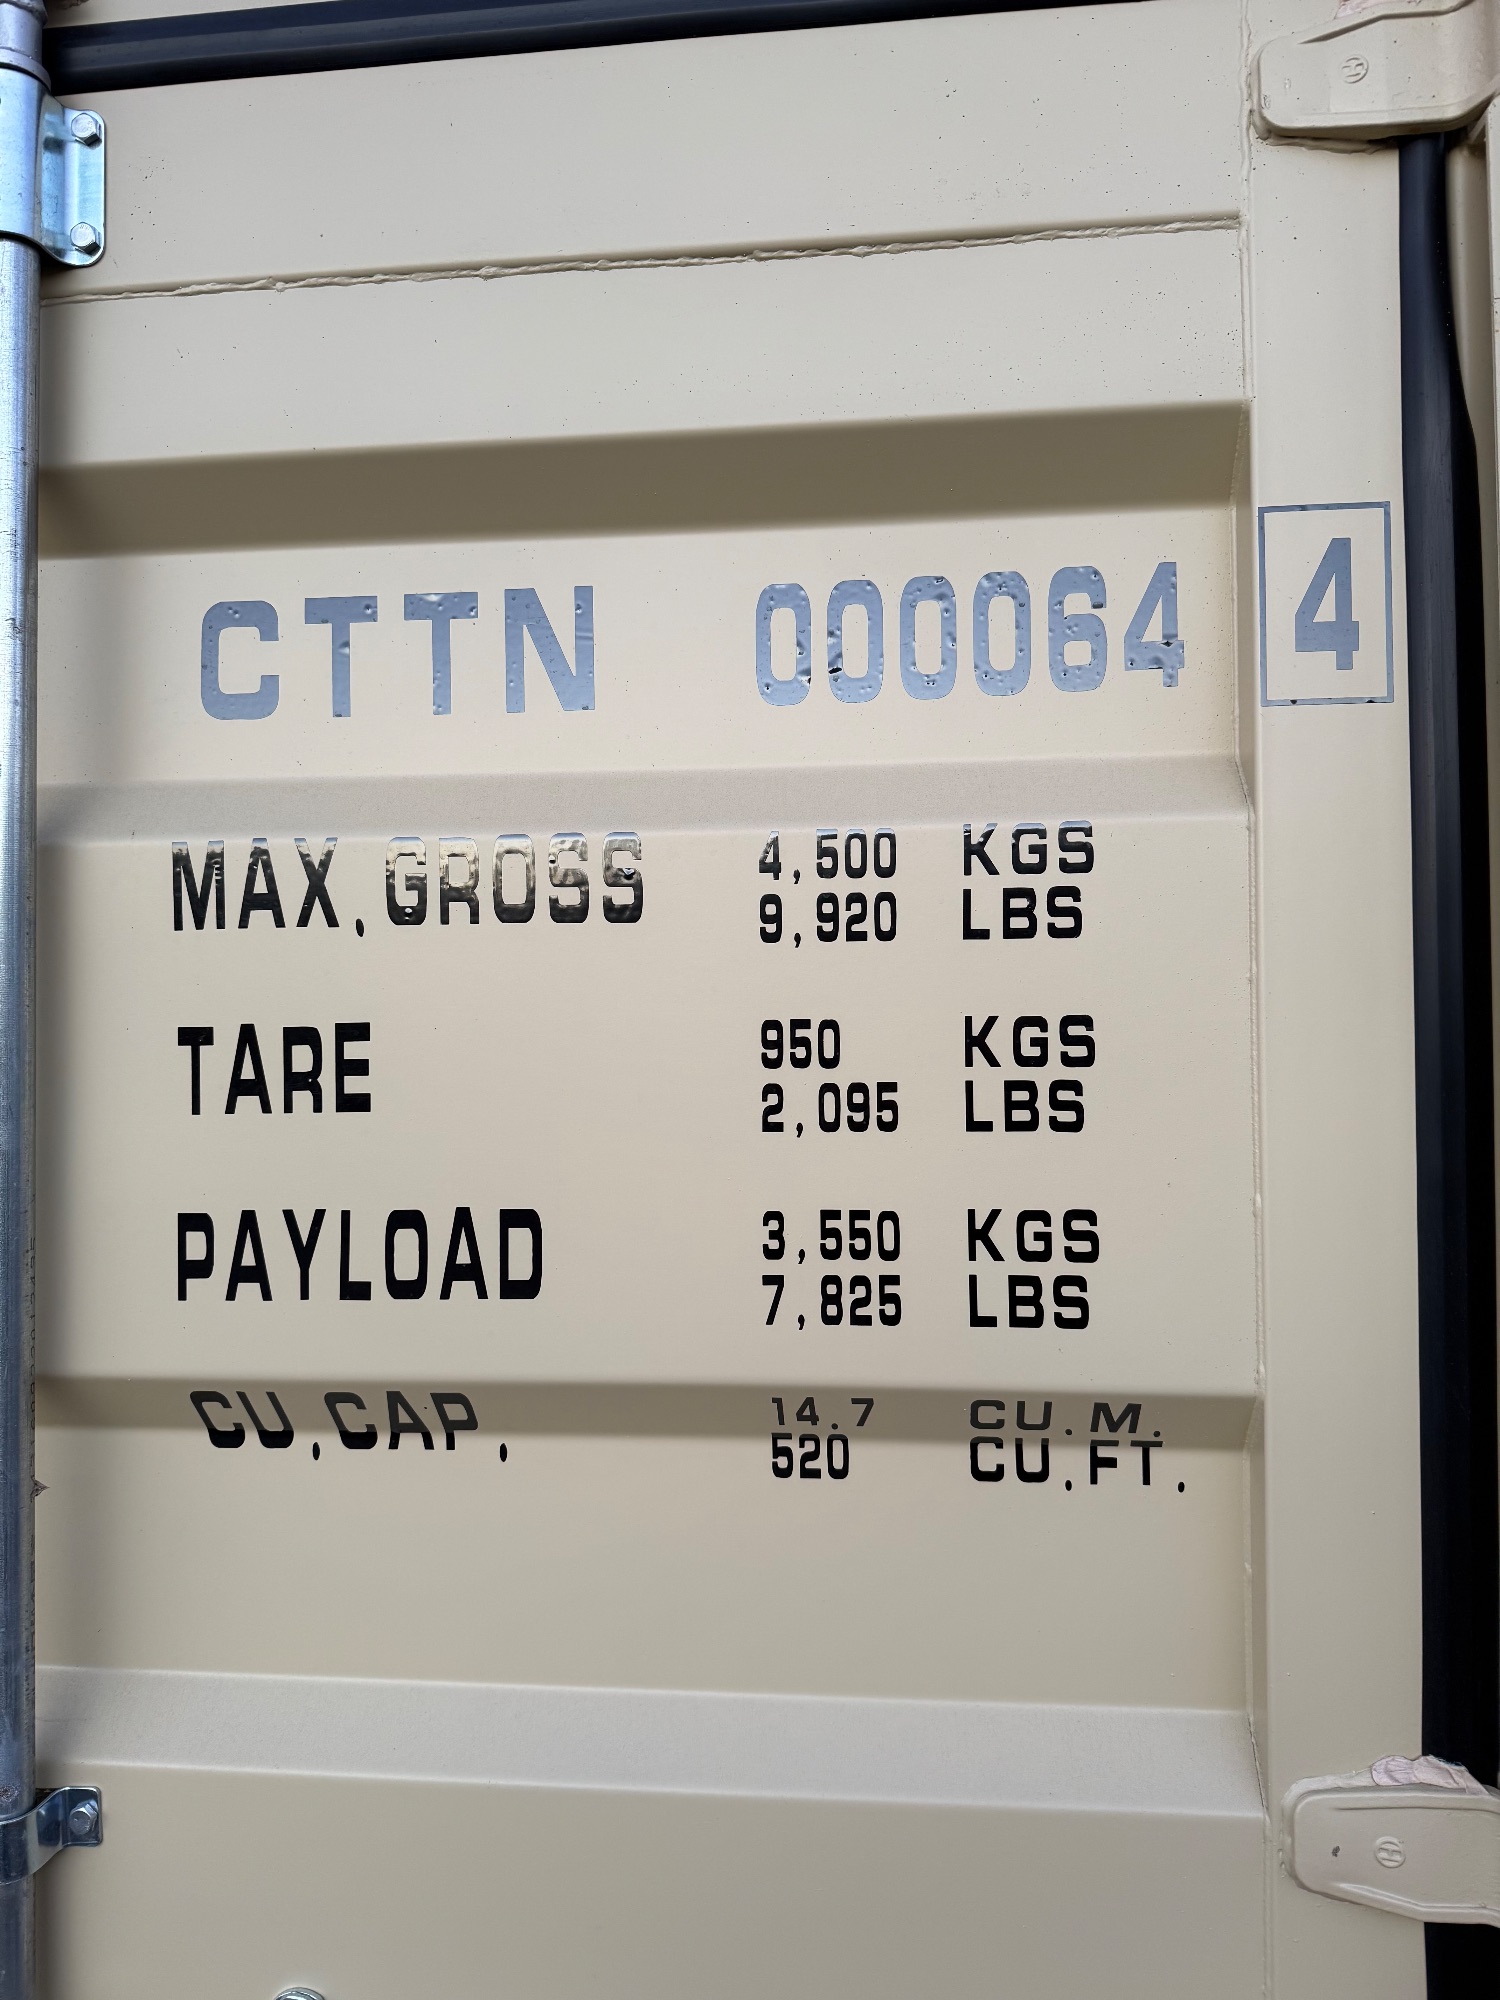 CTTN 000064 4
MAX.GROSS 4,500 KGS
9,920 LBS
TARE 950 KGS
2,095 LBS
PAYLOAD 3,550 KGS
7,825 LBS
CU.CAP. 14.7 CU.M.
520 CU.FT.